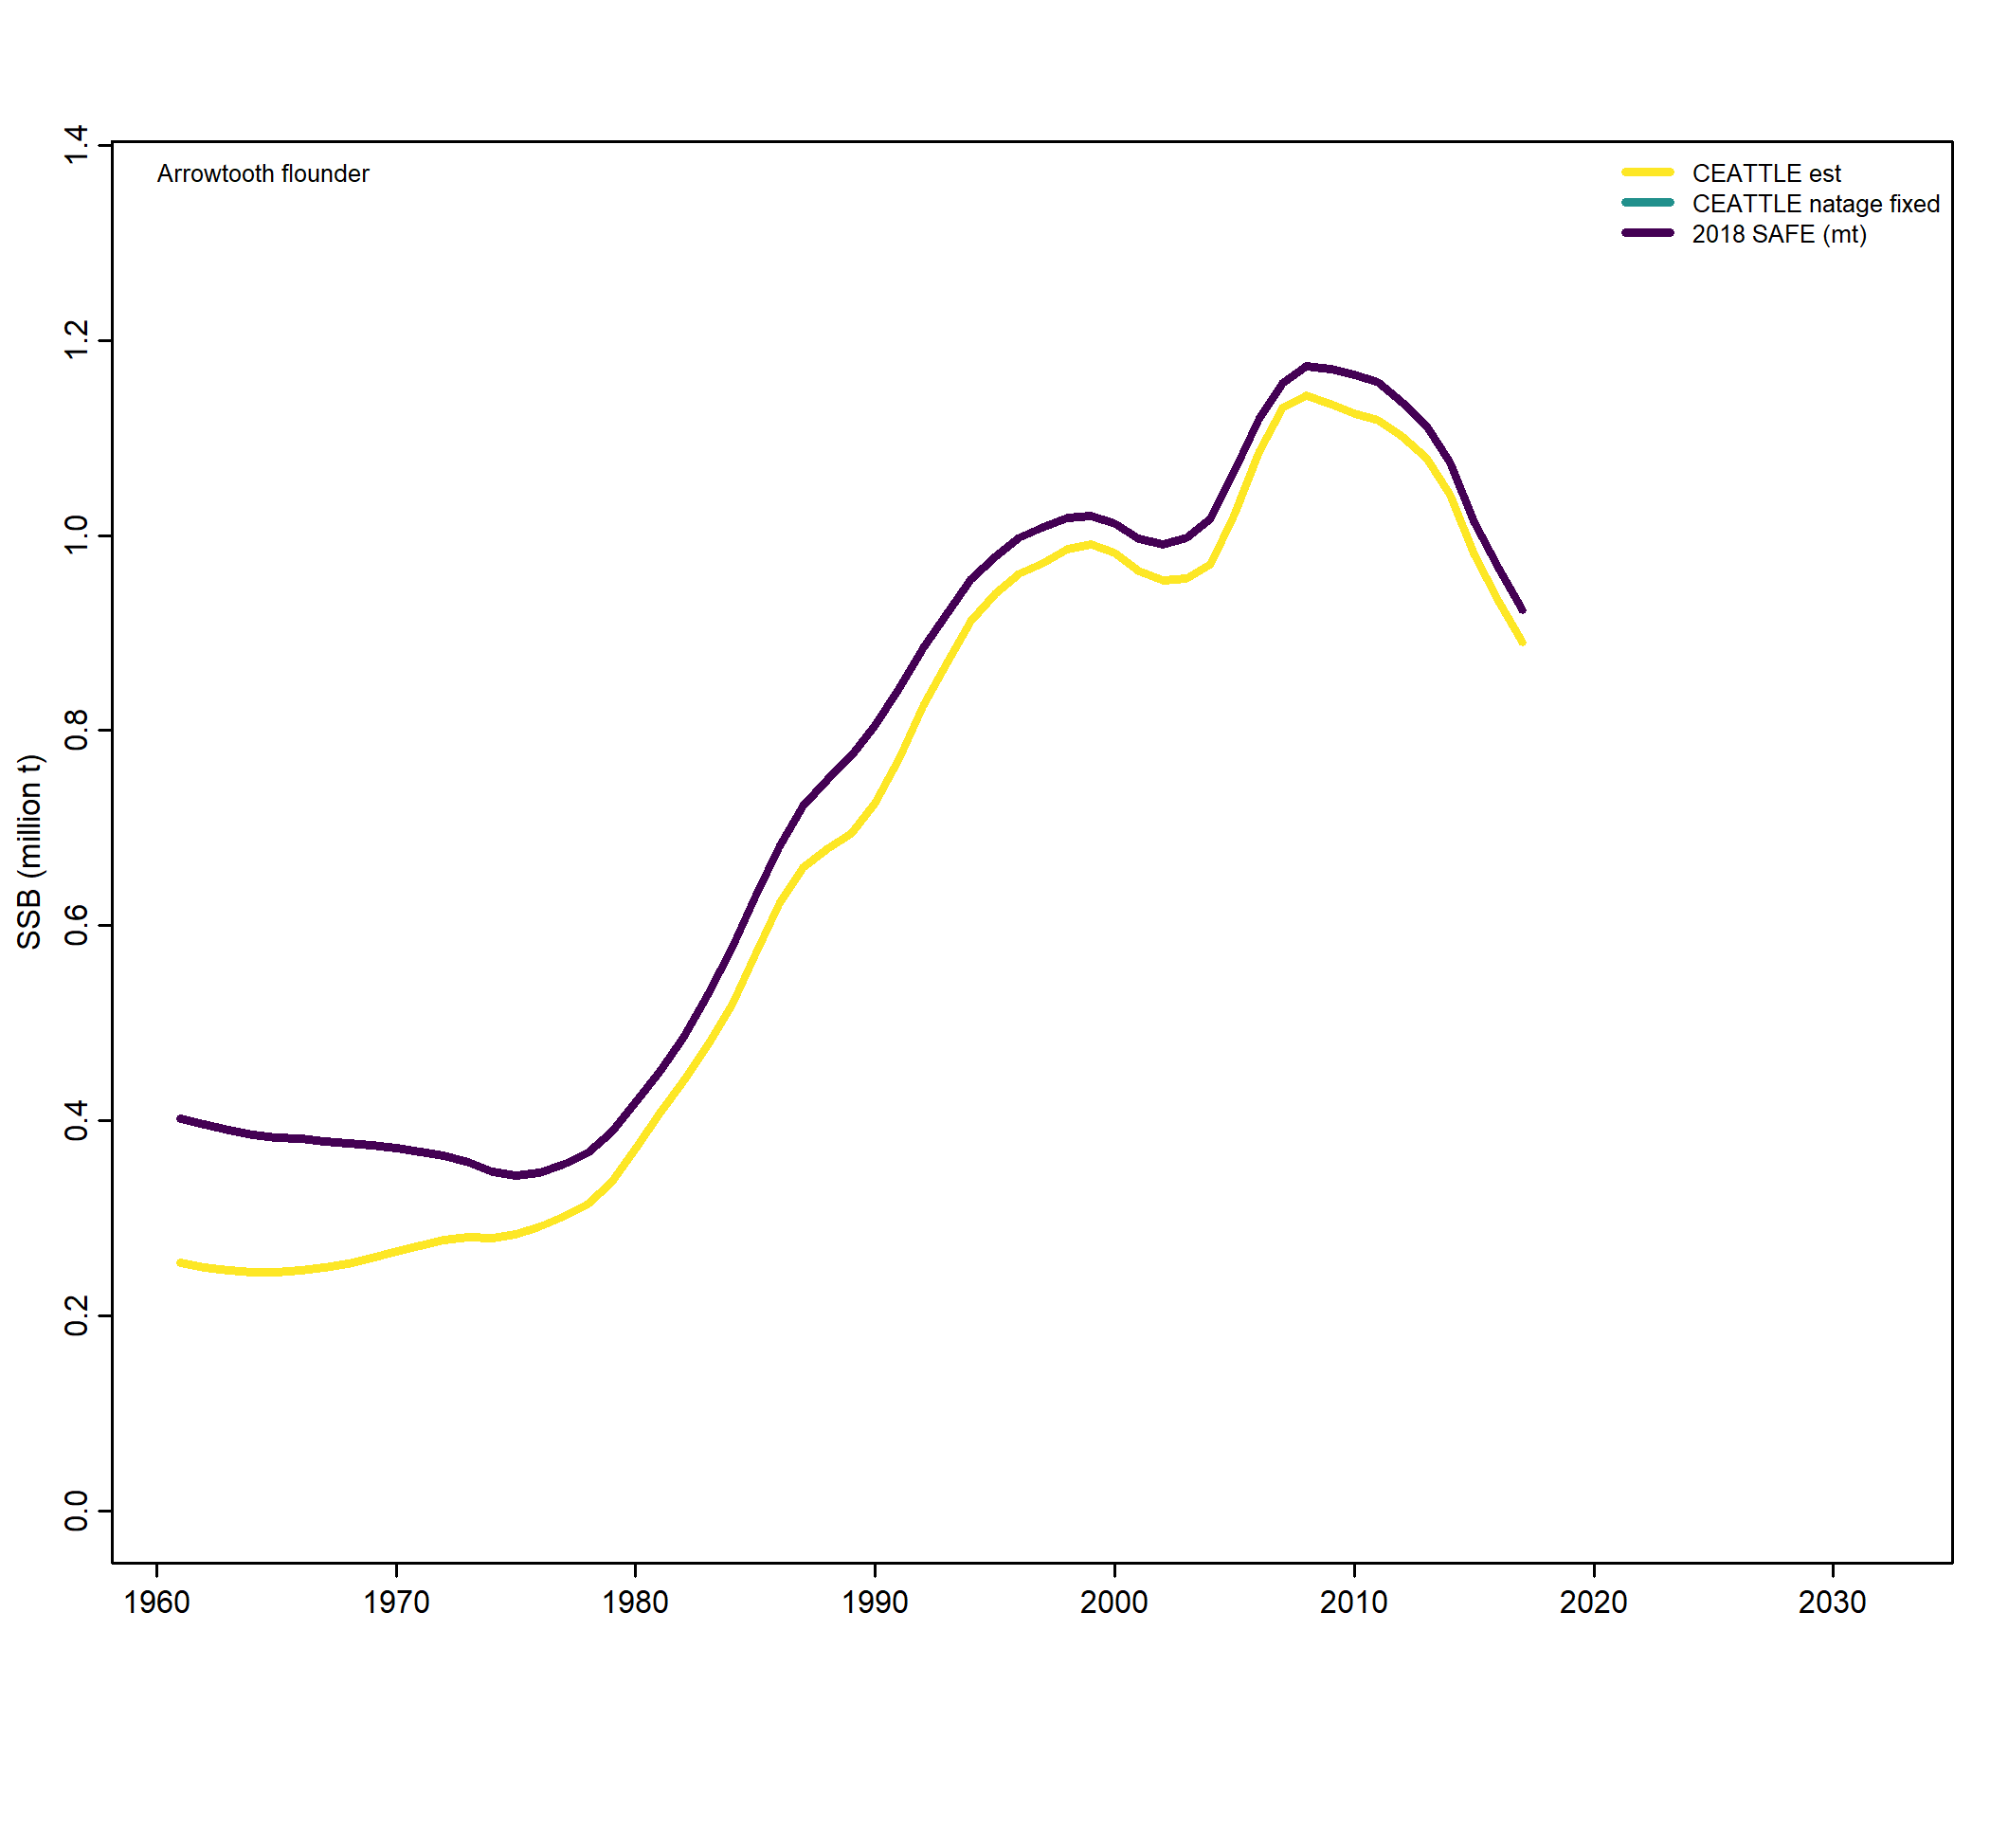 Arrowtooth flounder
CEATTLE est
CEATTLE natage fixed
2018 SAFE (mt)
SSB (million t)
1.4
1.2
1.0
0.8
0.6
0.4
0.2
0.0
1960 1970 1980 1990 2000 2010 2020 2030